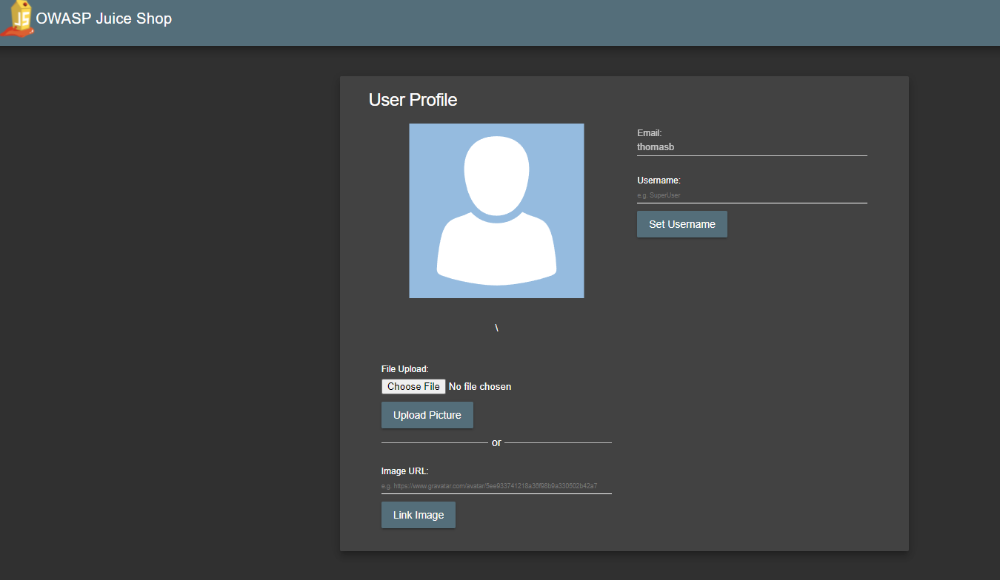 JS OWASP Juice Shop
User Profile
Email:
thomasb
Username:
e.g. SuperUser
Set Username
\
File Upload:
Choose File No file chosen
Upload Picture
or
Image URL:
e.g. https://www.gravatar.com/avatar/5ee933741218a36f98b9a330502b42a7
Link Image